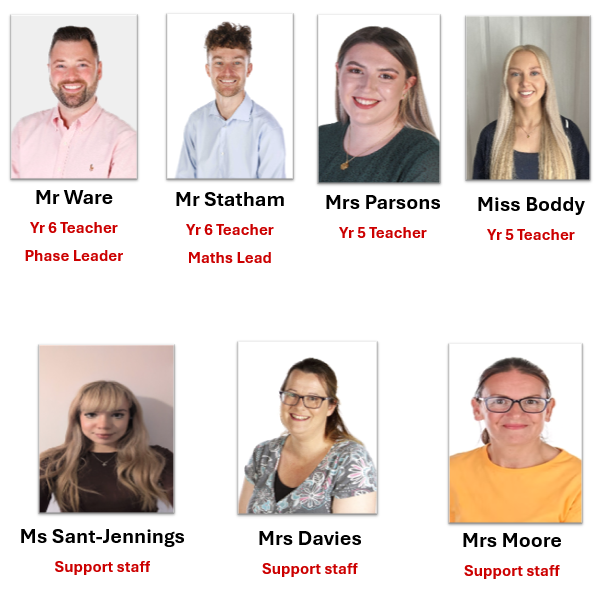 Mr Ware
Yr 6 Teacher
Phase Leader
Mr Statham
Yr 6 Teacher
Maths Lead
Mrs Parsons
Yr 5 Teacher
Miss Boddy
Yr 5 Teacher
Ms Sant-Jennings
Support staff
Mrs Davies
Support staff
Mrs Moore
Support staff